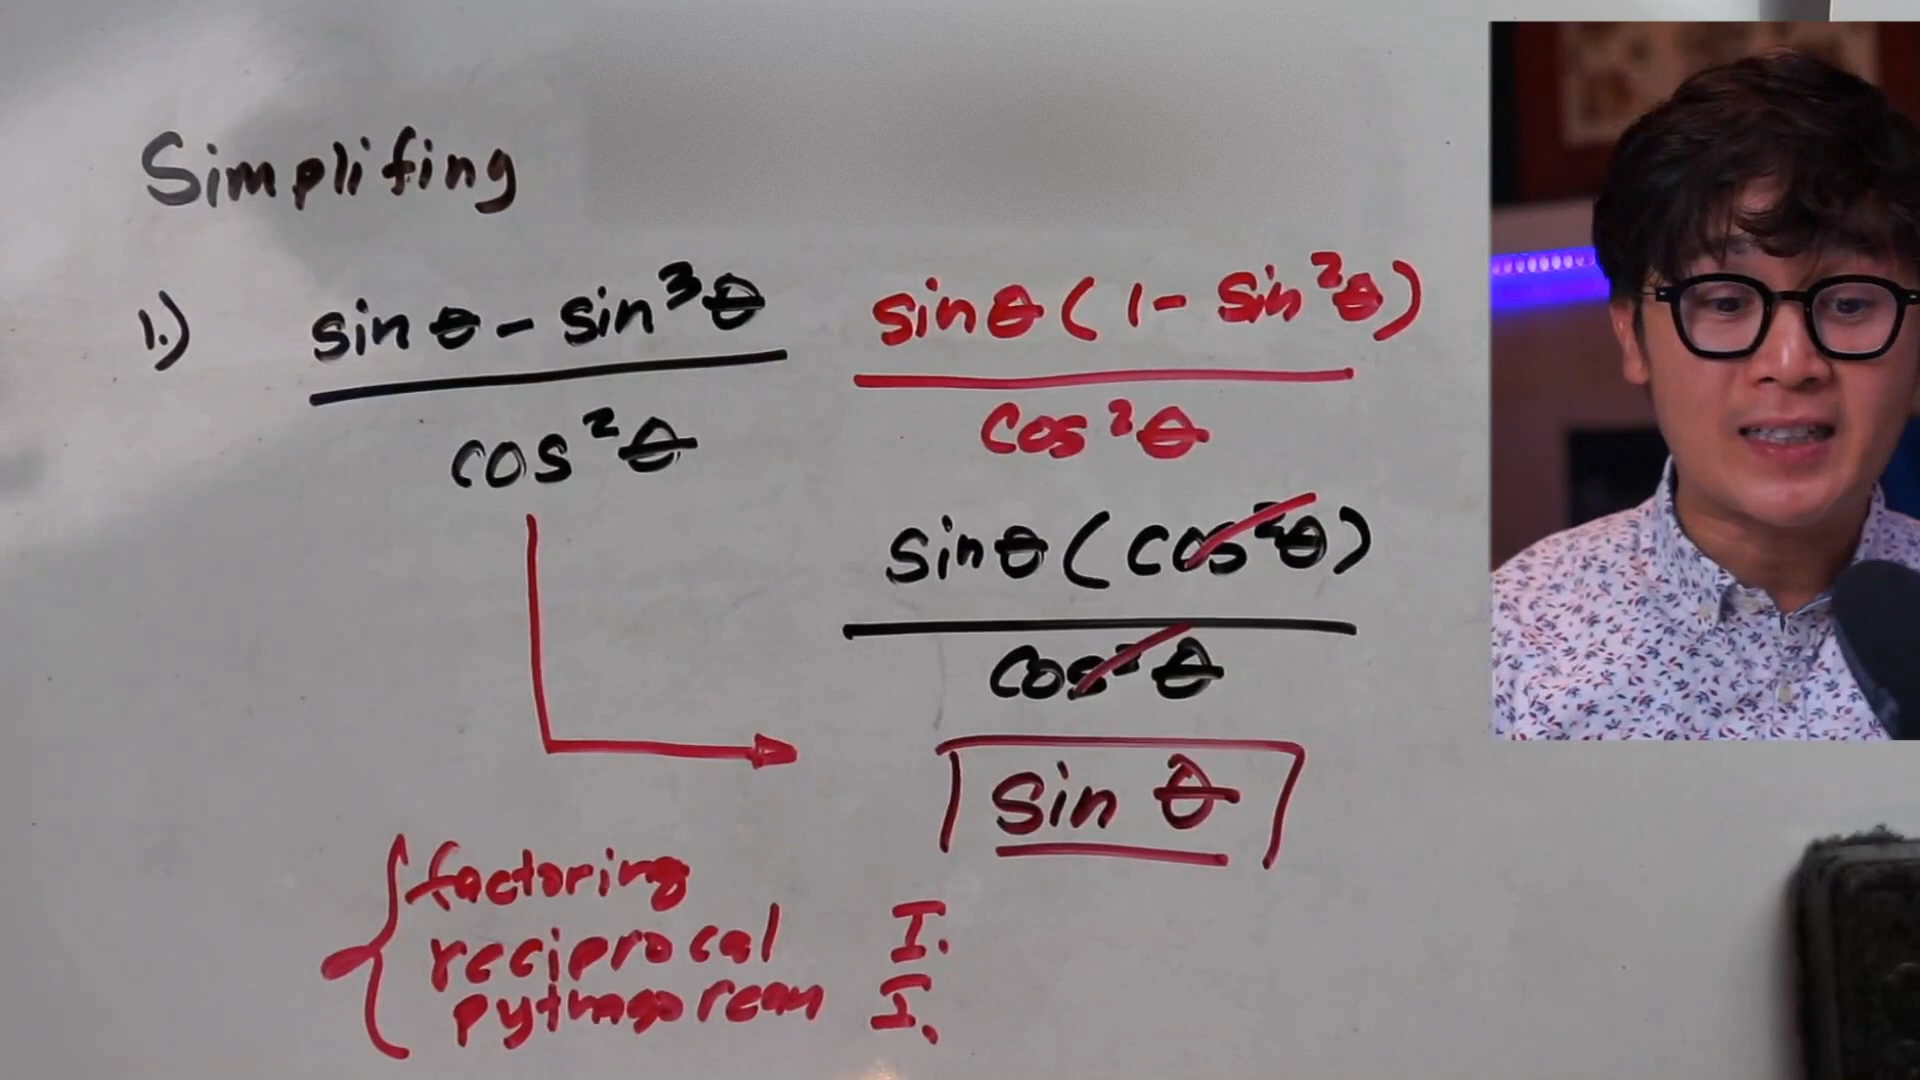 Simplifing
1.) sin θ - sin³θ / cos²θ
sin θ ( 1 - sin²θ ) / cos²θ
sin θ ( cos²θ ) / cos²θ
sin θ
factoring
reciprocal I.
pythagorean I.